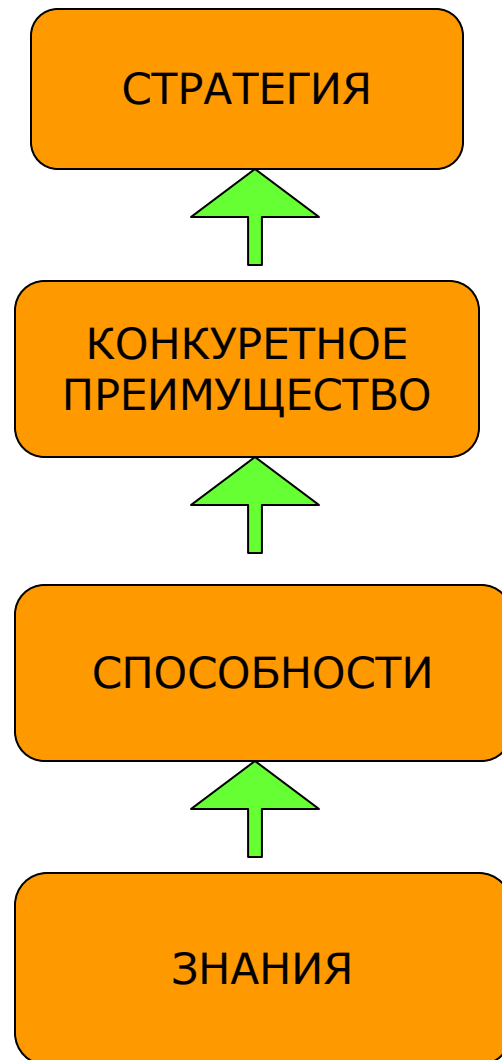 СТРАТЕГИЯ
КОНКУРЕТНОЕ
ПРЕИМУЩЕСТВО
СПОСОБНОСТИ
ЗНАНИЯ